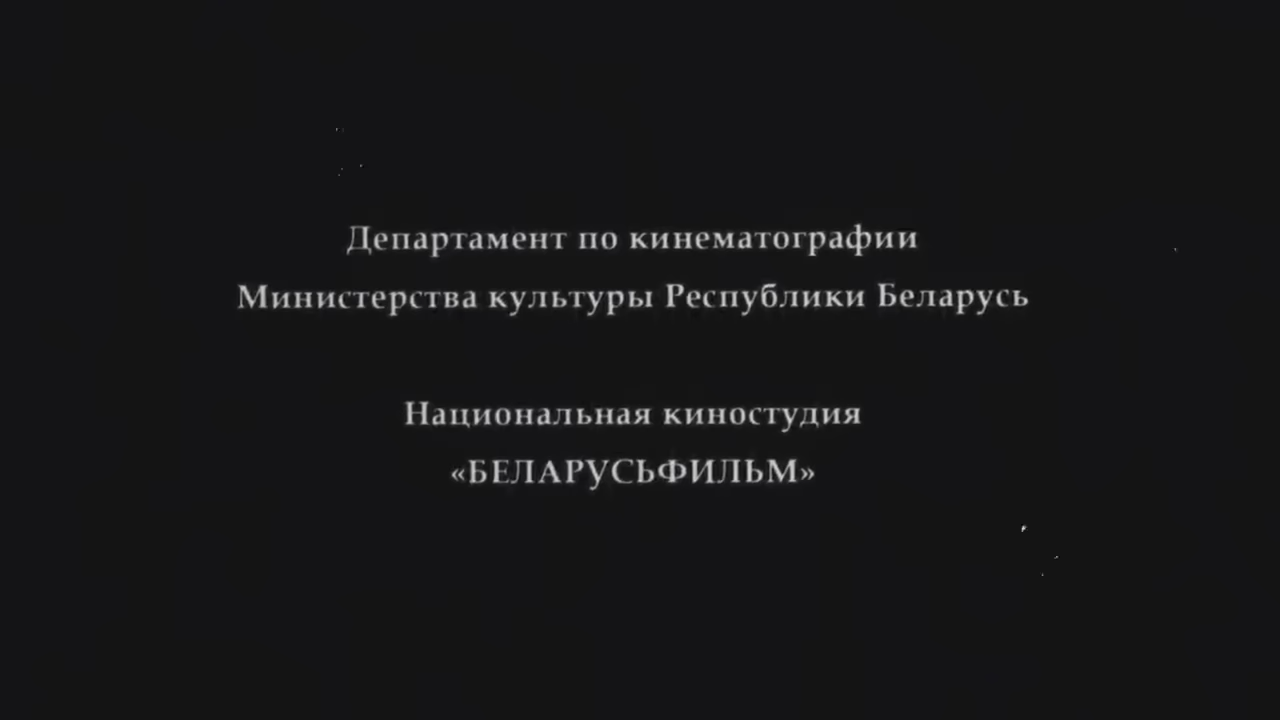 Департамент по кинематографии
Министерства культуры Республики Беларусь
Национальная киностудия
«БЕЛАРУСЬФИЛЬМ»